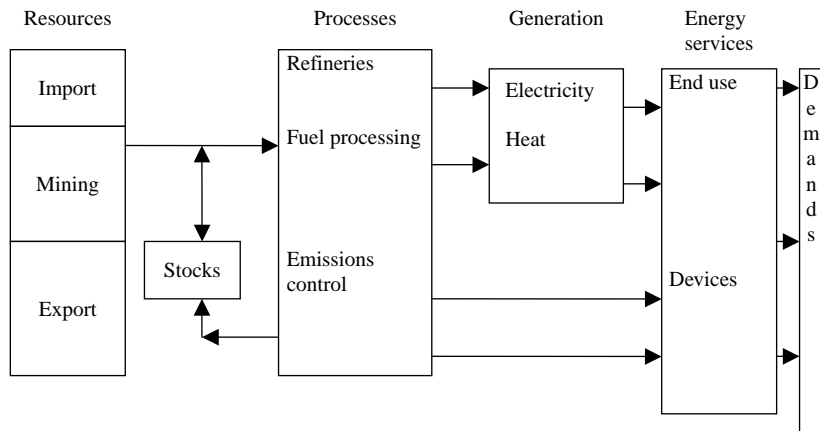 Resources
Processes
Generation
Energy
services
Import
Mining
Export
Stocks
Refineries
Fuel processing
Emissions
control
Electricity
Heat
End use
Devices
Demands